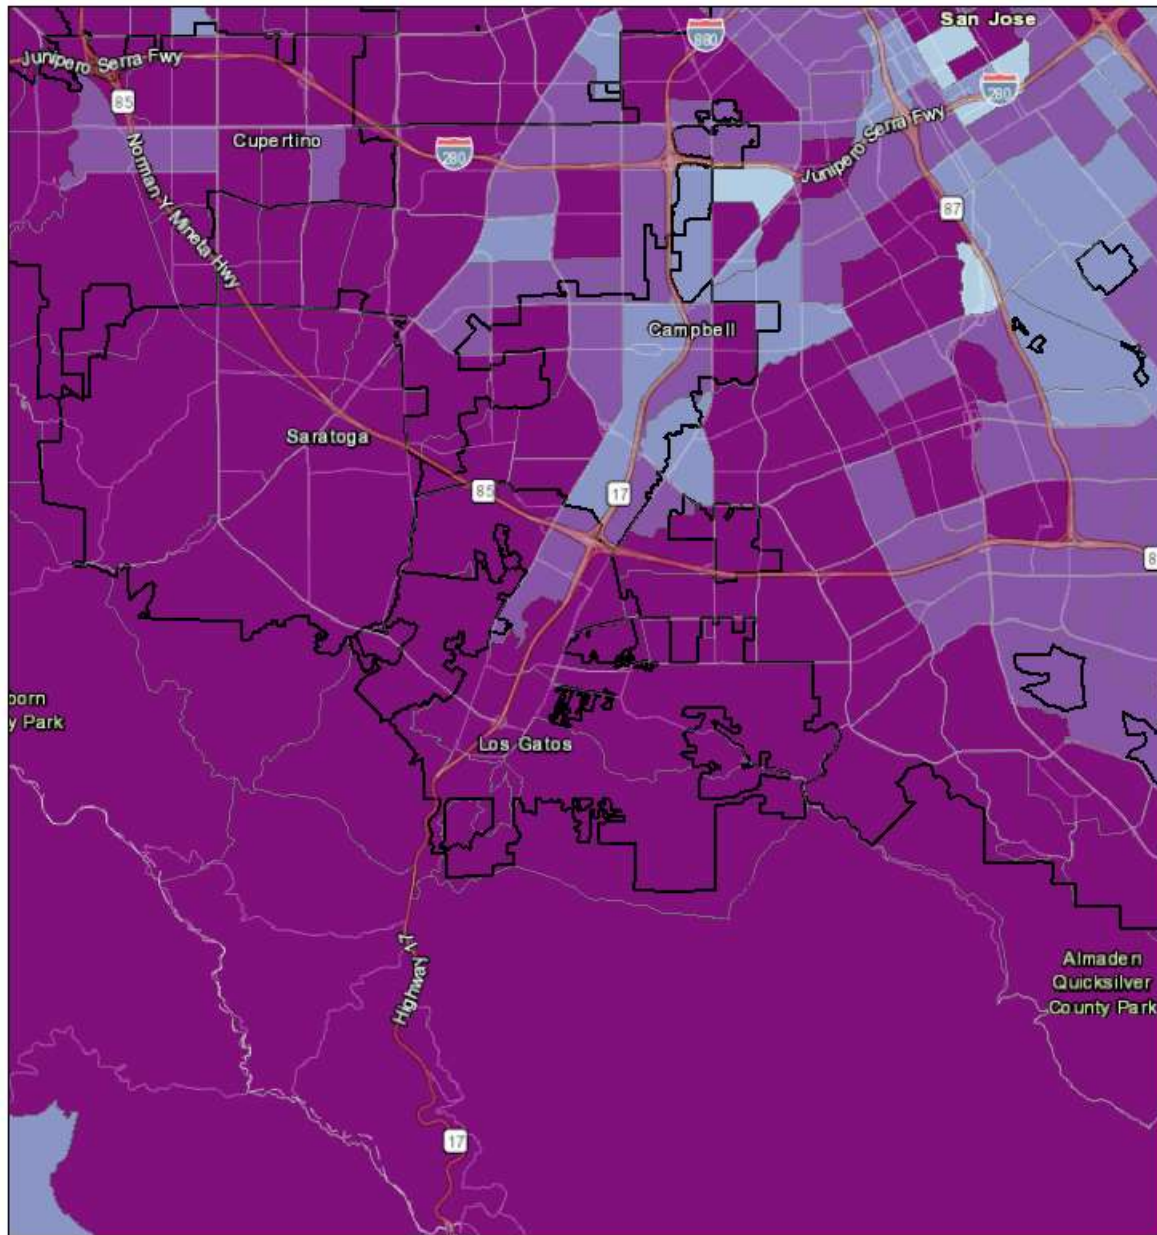 San Jose
880
Junipero Serra Fwy
280
85
Cupertino
Junipero Serra Fwy
280
Norman Y Mineta Hwy
87
Campbell
Saratoga
85
17
8
born
y Park
Los Gatos
Almaden
Quicksilver
County Park
Highway 17
17